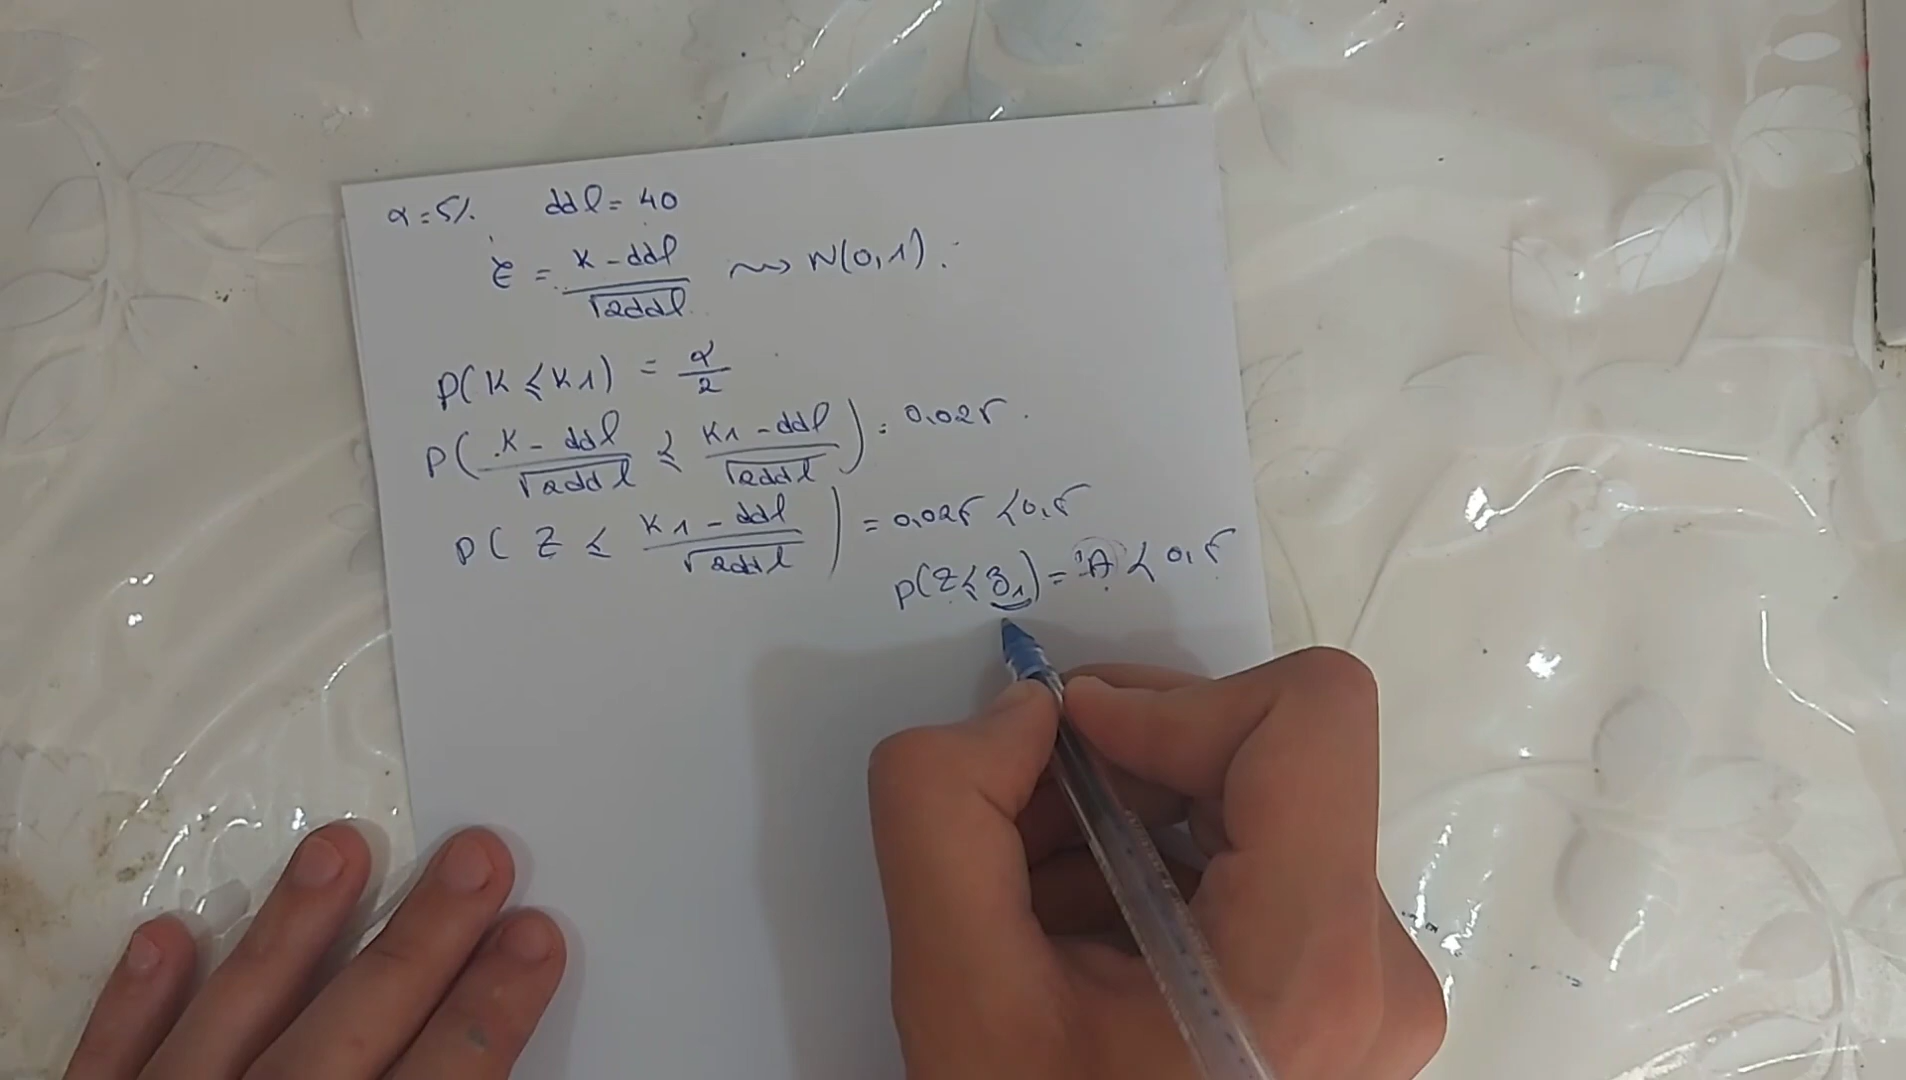 α = 5%. ddl = 40
Z = (K - ddl) / √2ddl ⇝ N(0,1).
P(K ⩽ K1) = α/2
P((K - ddl) / √2ddl ⩽ (K1 - ddl) / √2ddl) = 0,025.
P(Z ⩽ (K1 - ddl) / √2ddl) = 0,025 < 0,5
P(Z ⩽ z1) = A < 0,5